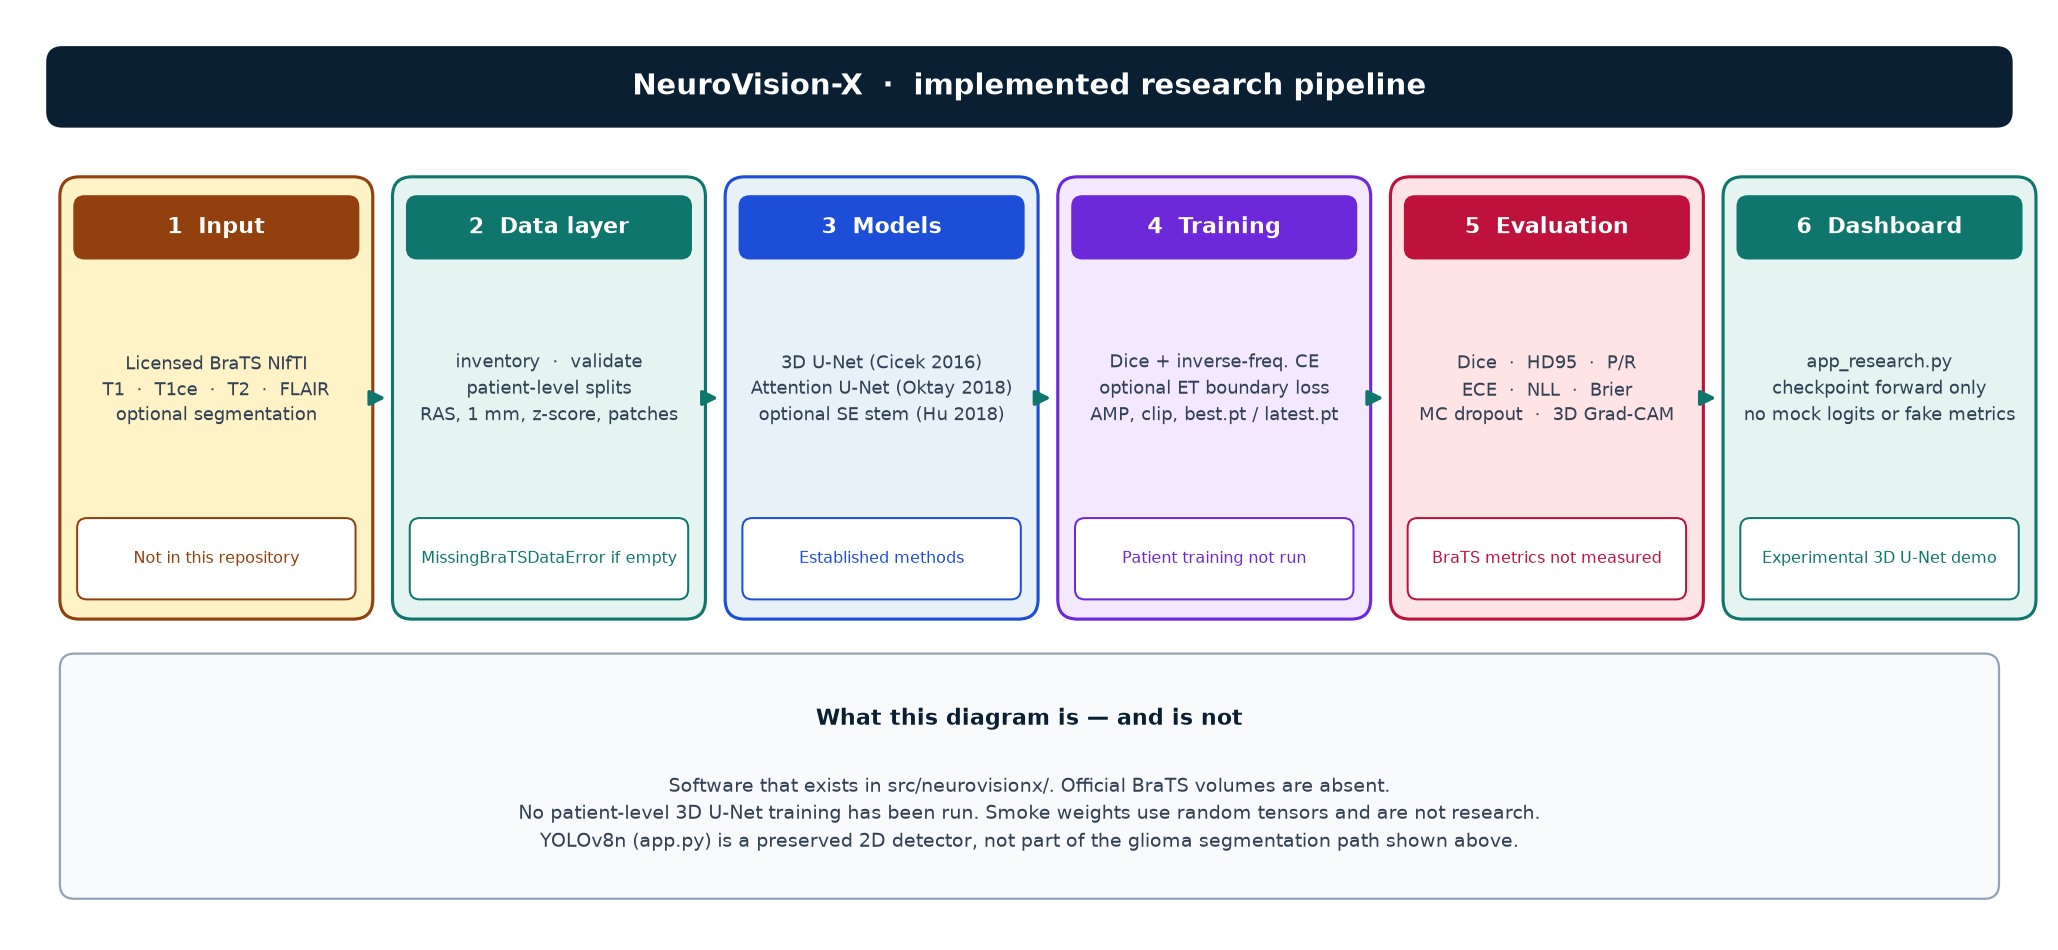 NeuroVision-X · implemented research pipeline
1 Input
Licensed BraTS NIfTI
T1 · T1ce · T2 · FLAIR
optional segmentation
Not in this repository
2 Data layer
inventory · validate
patient-level splits
RAS, 1 mm, z-score, patches
MissingBraTSDataError if empty
3 Models
3D U-Net (Cicek 2016)
Attention U-Net (Oktay 2018)
optional SE stem (Hu 2018)
Established methods
4 Training
Dice + inverse-freq. CE
optional ET boundary loss
AMP, clip, best.pt / latest.pt
Patient training not run
5 Evaluation
Dice · HD95 · P/R
ECE · NLL · Brier
MC dropout · 3D Grad-CAM
BraTS metrics not measured
6 Dashboard
app_research.py
checkpoint forward only
no mock logits or fake metrics
Experimental 3D U-Net demo
What this diagram is — and is not
Software that exists in src/neurovisionx/. Official BraTS volumes are absent.
No patient-level 3D U-Net training has been run. Smoke weights use random tensors and are not research.
YOLOv8n (app.py) is a preserved 2D detector, not part of the glioma segmentation path shown above.